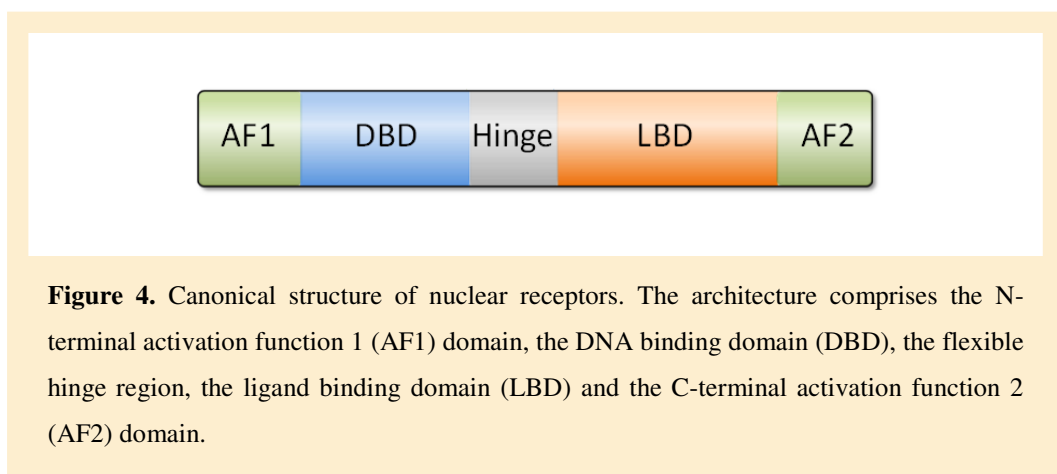 AF1 DBD Hinge LBD AF2
Figure 4. Canonical structure of nuclear receptors. The architecture comprises the N-
terminal activation function 1 (AF1) domain, the DNA binding domain (DBD), the flexible
hinge region, the ligand binding domain (LBD) and the C-terminal activation function 2
(AF2) domain.